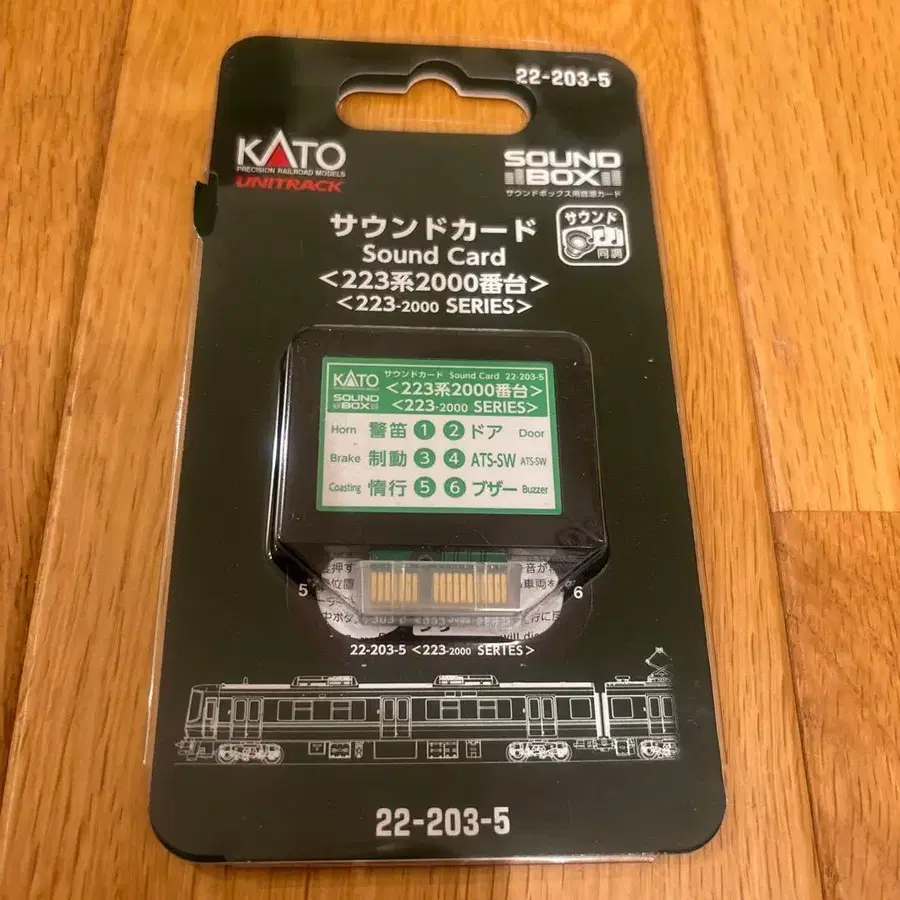 22-203-5
KATO
PRECISION RAILROAD MODELS
UNITRACK
SOUND
BOX
サウンドボックス用音源カード
サウンド
同調
サウンドカード
Sound Card
<223系2000番台>
<223-2000 SERIES>
KATO サウンドカード Sound Card 22-203-5
<223系2000番台>
SOUND BOX
<223-2000 SERIES>
Horn 警笛 1 2 ドア Door
Brake 制動 3 4 ATS-SW ATS-SW
Coasting 惰行 5 6 ブザー Buzzer
5
6
22-203-5 <223-2000 SERIES>
22-203-5